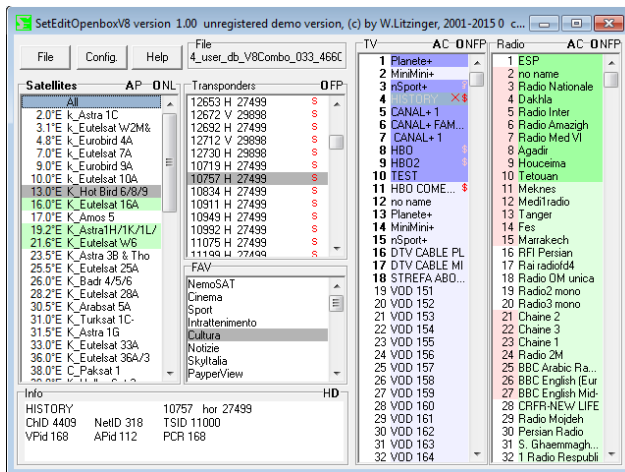 SetEditOpenboxV8 version 1.00 unregistered demo version, (c) by W.Litzinger, 2001-2015 0 c...
File
Config.
Help
File
4_user_db_V8Combo_033_466C
Satellites AP ONL
All
2.0°E k_Astra 1C
3.1°E k_Eutelsat W2M&
4.8°E k_Eurobird 4A
7.0°E k_Eutelsat 7A
9.0°E k_Eurobird 9A
10.0°E k_Eutelsat 10A
13.0°E K_Hot Bird 6/8/9
16.0°E K_Eutelsat 16A
17.0°E K_Amos 5
19.2°E K_Astra1H/1K/1L/
21.6°E K_Eutelsat W6
23.5°E K_Astra 3B & Tho
25.5°E K_Eutelsat 25A
26.0°E K_Badr 4/5/6
28.2°E K_Eutelsat 28A
30.5°E K_Arabsat 5A
31.0°E K_Turksat 1C-
31.5°E K_Astra 1G
33.0°E K_Eutelsat 33A
36.0°E K_Eutelsat 36A/3
38.0°E C_Paksat 1
Transponders OFP
12653 H 27499 S
12672 V 29898 S
12692 H 27499 S
12712 V 29898 S
12730 H 29898 S
10719 H 27499 S
10757 H 27499 S
10834 H 27499 S
10911 H 27499 S
10949 H 27499 S
10992 H 27499 S
11075 H 27499 S
11199 H 27499 S
FAV
NemoSAT
Cinema
Sport
Intrattenimento
Cultura
Notizie
SkyItalia
PayperView
Info HD
HISTORY 10757 hor 27499
ChID 4409 NetID 318 TSID 11000
VPid 168 APid 112 PCR 168
TV AC ONFP
1 Planete+
2 MiniMini+
3 nSport+ $
4 HISTORY X$
5 CANAL+ 1
6 CANAL+ FAM...
7 CANAL+ 1
8 HBO $
9 HBO2 $
10 TEST
11 HBO COME... $
12 no name
13 Planete+
14 MiniMini+
15 nSport+
16 DTV CABLE PL
17 DTV CABLE MI
18 STREFA ABO...
19 VOD 151
20 VOD 152
21 VOD 153
22 VOD 154
23 VOD 155
24 VOD 156
25 VOD 157
26 VOD 158
27 VOD 159
28 VOD 160
29 VOD 161
30 VOD 162
31 VOD 163
32 VOD 164
Radio AC ONFP
1 ESP
2 no name
3 Radio Nationale
4 Dakhla
5 Radio Inter
6 Radio Amazigh
7 Radio Med VI
8 Agadir
9 Houceima
10 Tetouan
11 Meknes
12 Medi1radio
13 Tanger
14 Fes
15 Marrakech
16 RFI Persian
17 Rai radiofd4
18 Radio OM unica
19 Radio2 mono
20 Radio3 mono
21 Chaine 2
22 Chaine 3
23 Chaine 1
24 Radio 2M
25 BBC Arabic Ra...
26 BBC English (Eur
27 BBC English Mid-
28 CRFR-NEW LIFE
29 Radio Mojdeh
30 Persian Radio
31 S. Ghaemmagh...
32 1 Radio Respubli